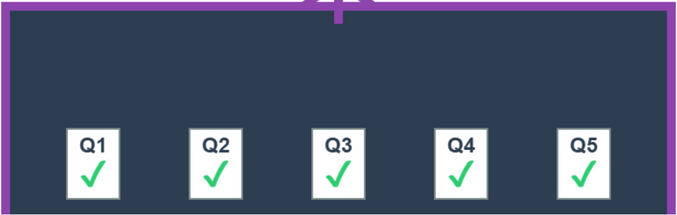 Q1 Q2 Q3 Q4 Q5
✓ ✓ ✓ ✓ ✓